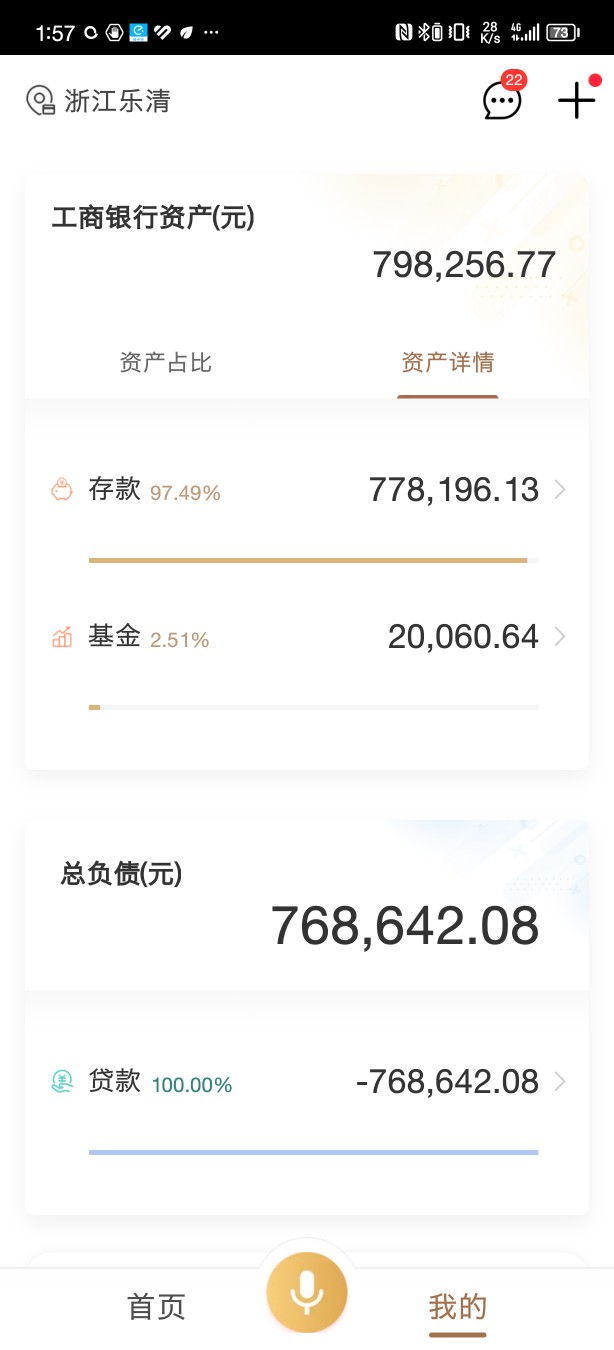 1:57
28 K/s
4G
73
浙江乐清
22
工商银行资产(元)
798,256.77
资产占比 资产详情
存款 97.49% 778,196.13
基金 2.51% 20,060.64
总负债(元)
768,642.08
贷款 100.00% -768,642.08
首页 我的